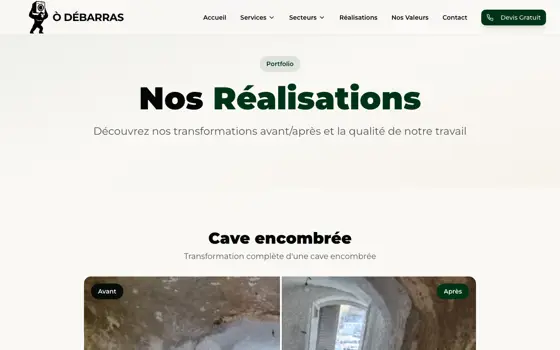 Ò DÉBARRAS
Accueil
Services
Secteurs
Réalisations
Nos Valeurs
Contact
Devis Gratuit
Portfolio
Nos Réalisations
Découvrez nos transformations avant/après et la qualité de notre travail
Cave encombrée
Transformation complète d'une cave encombrée
Avant
Après